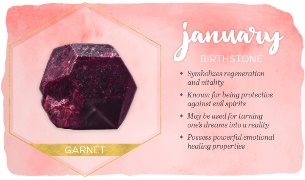 january
BIRTHSTONE
• Symbolizes regeneration
and vitality
• Known for being protective
against evil spirits
• May be used for turning
one's dreams into a reality
• Possess powerful emotional
healing properties
GARNET